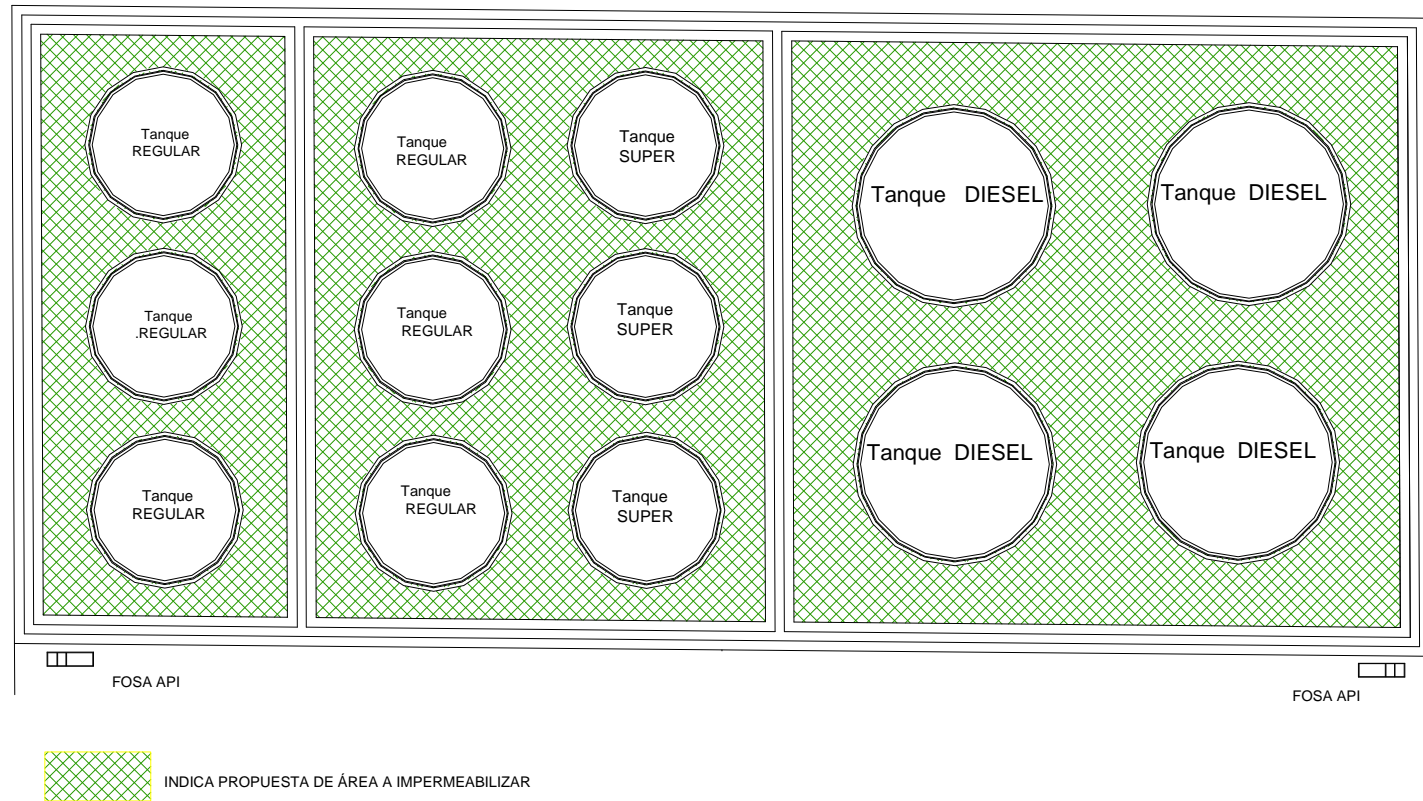 Tanque
REGULAR
Tanque
REGULAR
Tanque
SUPER
Tanque   DIESEL
Tanque  DIESEL
Tanque
.REGULAR
Tanque
REGULAR
Tanque
SUPER
Tanque
REGULAR
Tanque
REGULAR
Tanque
SUPER
Tanque  DIESEL
Tanque  DIESEL
FOSA API
FOSA API
INDICA PROPUESTA DE ÁREA A IMPERMEABILIZAR